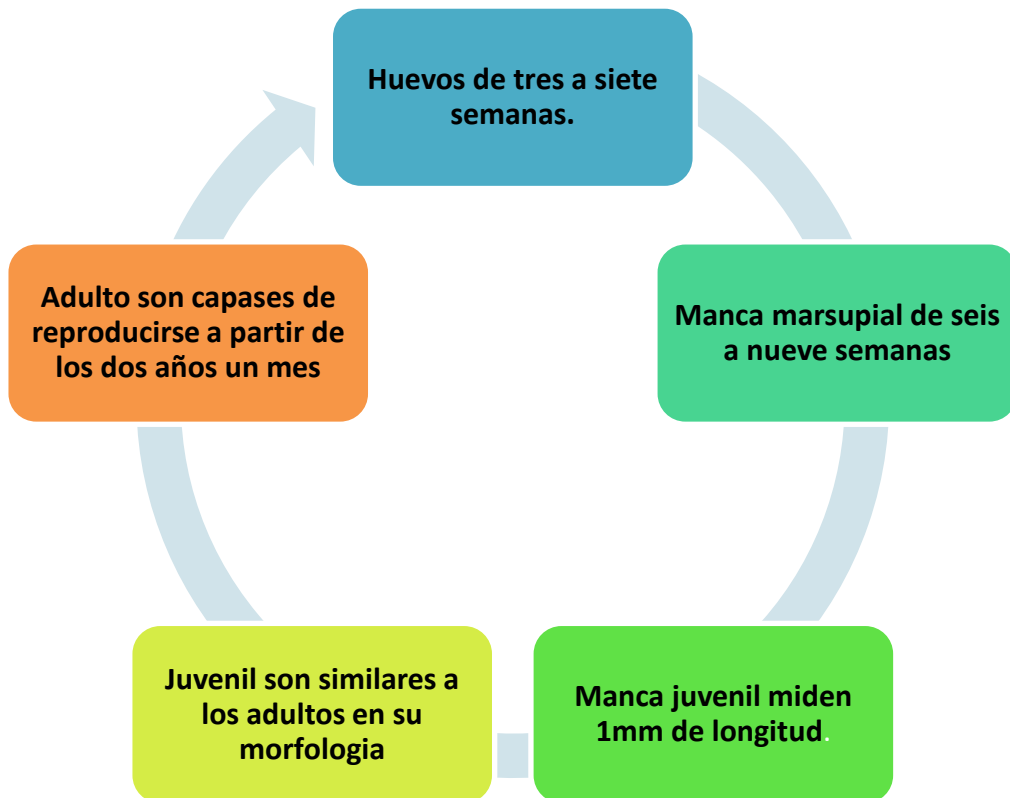 Huevos de tres a siete
semanas.
Manca marsupial de seis
a nueve semanas
Manca juvenil miden
1mm de longitud.
Juvenil son similares a
los adultos en su
morfologia
Adulto son capases de
reproducirse a partir de
los dos años un mes